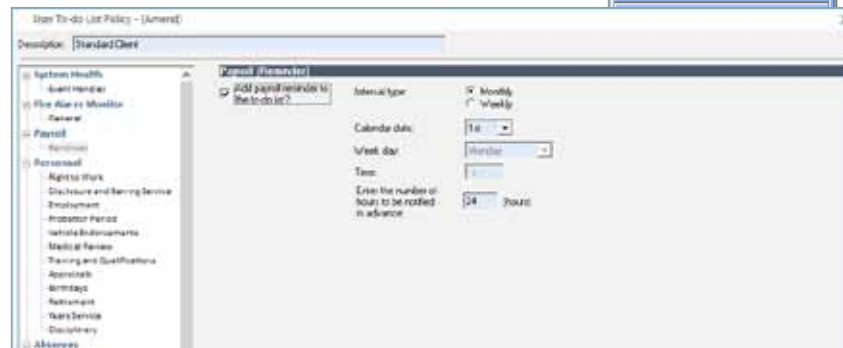 User To-do List Policy - (Amend)
Description: Standard Client
System Health
Event Handler
Fire Alarm Monitor
General
Payroll
Reminder
Personnel
Right to Work
Disclosure and Barring Service
Employment
Probation Period
Vehicle Endorsements
Medical Review
Training and Qualifications
Appraisals
Birthdays
Retirement
Years Service
Disciplinary
Absences
Payroll (Reminder)
Add payroll reminder to
the to-do list?
Interval type:
Monthly
Weekly
Calendar date:
Week day:
Monday
Time:
Enter the number of
hours to be notified
in advance:
24 (hours)